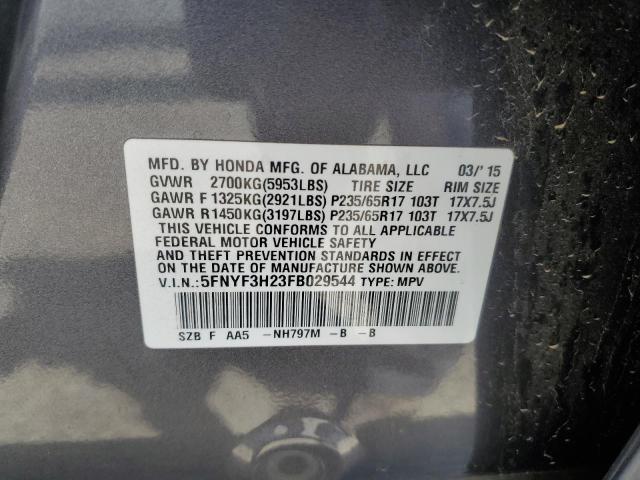 MFD. BY HONDA MFG. OF ALABAMA, LLC 03/'15
GVWR 2700KG(5953LBS) TIRE SIZE RIM SIZE
GAWR F 1325KG(2921LBS) P235/65R17 103T 17X7.5J
GAWR R1450KG(3197LBS) P235/65R17 103T 17X7.5J
THIS VEHICLE CONFORMS TO ALL APPLICABLE
FEDERAL MOTOR VEHICLE SAFETY
AND THEFT PREVENTION STANDARDS IN EFFECT
ON THE DATE OF MANUFACTURE SHOWN ABOVE.
V.I.N.: 5FNYF3H23FB029544 TYPE: MPV
SZB F AA5 -NH797M -B -B